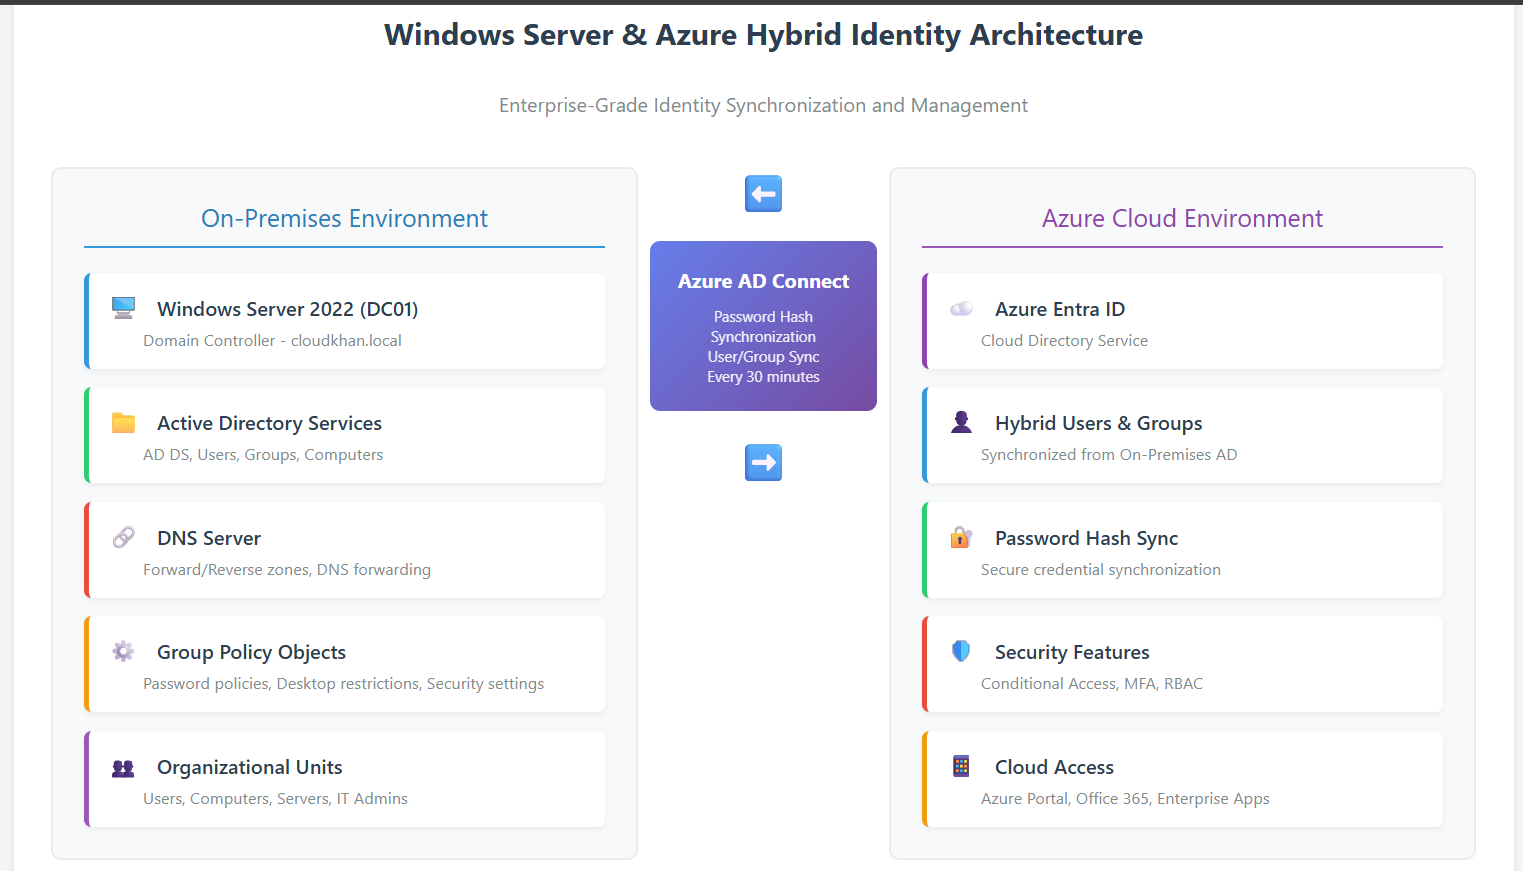 Windows Server & Azure Hybrid Identity Architecture
Enterprise-Grade Identity Synchronization and Management
On-Premises Environment
Windows Server 2022 (DC01)
Domain Controller - cloudkhan.local
Active Directory Services
AD DS, Users, Groups, Computers
DNS Server
Forward/Reverse zones, DNS forwarding
Group Policy Objects
Password policies, Desktop restrictions, Security settings
Organizational Units
Users, Computers, Servers, IT Admins
Azure AD Connect
Password Hash
Synchronization
User/Group Sync
Every 30 minutes
Azure Cloud Environment
Azure Entra ID
Cloud Directory Service
Hybrid Users & Groups
Synchronized from On-Premises AD
Password Hash Sync
Secure credential synchronization
Security Features
Conditional Access, MFA, RBAC
Cloud Access
Azure Portal, Office 365, Enterprise Apps